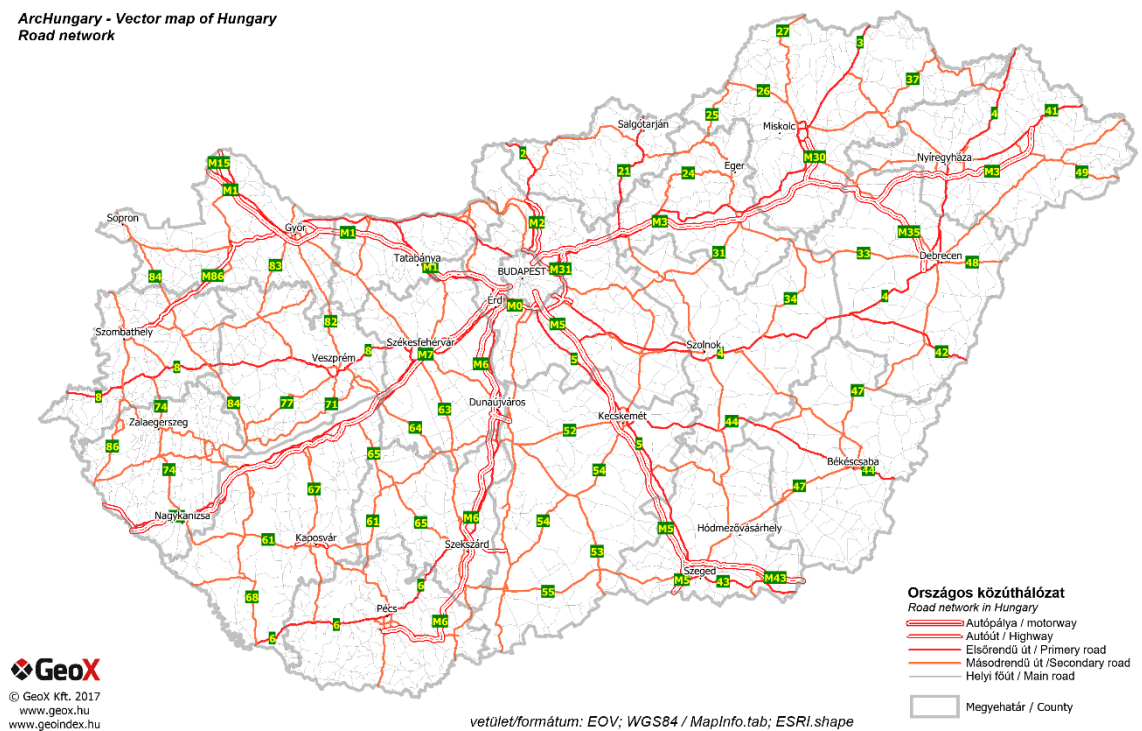 ArcHungary - Vector map of Hungary
Road network
27
3
37
26
4
41
25
Salgótarján
Miskolc
2
M30
Nyíregyháza
M15
21
24
Eger
M3
49
M1
Sopron
M2
M3
Győr
M1
M35
31
33
Debrecen
Tatabánya
M1
83
BUDAPEST
M31
48
84
M86
Érd
M0
34
4
82
M5
Szombathely
Székesfehérvár
Szolnok
8
M7
4
42
Veszprém
5
8
M6
8
47
74
84
77
71
Dunaújváros
63
Zalaegerszeg
Kecskemét
44
64
52
86
5
65
Békéscsaba
74
54
44
67
47
Nagykanizsa
61
65
M6
54
M5
Hódmezővásárhely
61
Kaposvár
Szekszárd
53
Szeged
M5
43
M43
6
55
68
Pécs
6
6
M6
Országos közúthálózat
Road network in Hungary
Autópálya / motorway
Autóút / Highway
Elsőrendű út / Primery road
Másodrendű út /Secondary road
Helyi főút / Main road
Megyehatár / County
GeoX
© GeoX Kft. 2017
www.geox.hu
www.geoindex.hu
vetület/formátum: EOV; WGS84 / MapInfo.tab; ESRI.shape